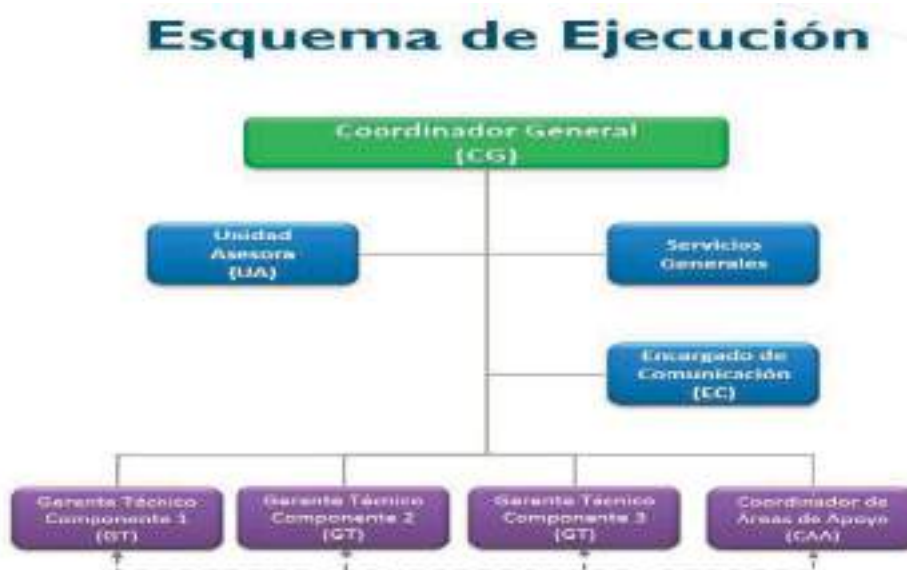 Esquema de Ejecución
Coordinador General
(CG)
Unidad
Asesora
(UA)
Servicios
Generales
Encargado de
Comunicación
(EC)
Gerente Técnico
Componente 1
(GT)
Gerente Técnico
Componente 2
(GT)
Gerente Técnico
Componente 3
(GT)
Coordinador de
Areas de Apoyo
(CAA)